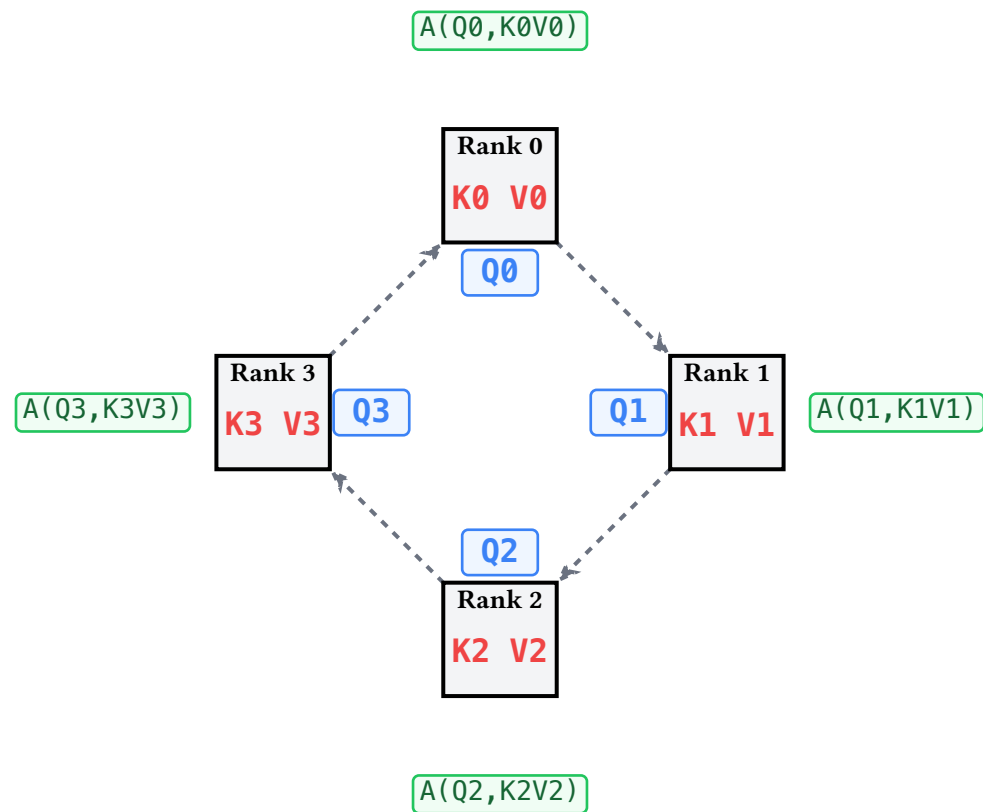 A(Q0,K0V0)
Rank 0
K0 V0
Q0
Rank 3
K3 V3
Q3
A(Q3,K3V3)
Rank 1
K1 V1
Q1
A(Q1,K1V1)
Q2
Rank 2
K2 V2
A(Q2,K2V2)